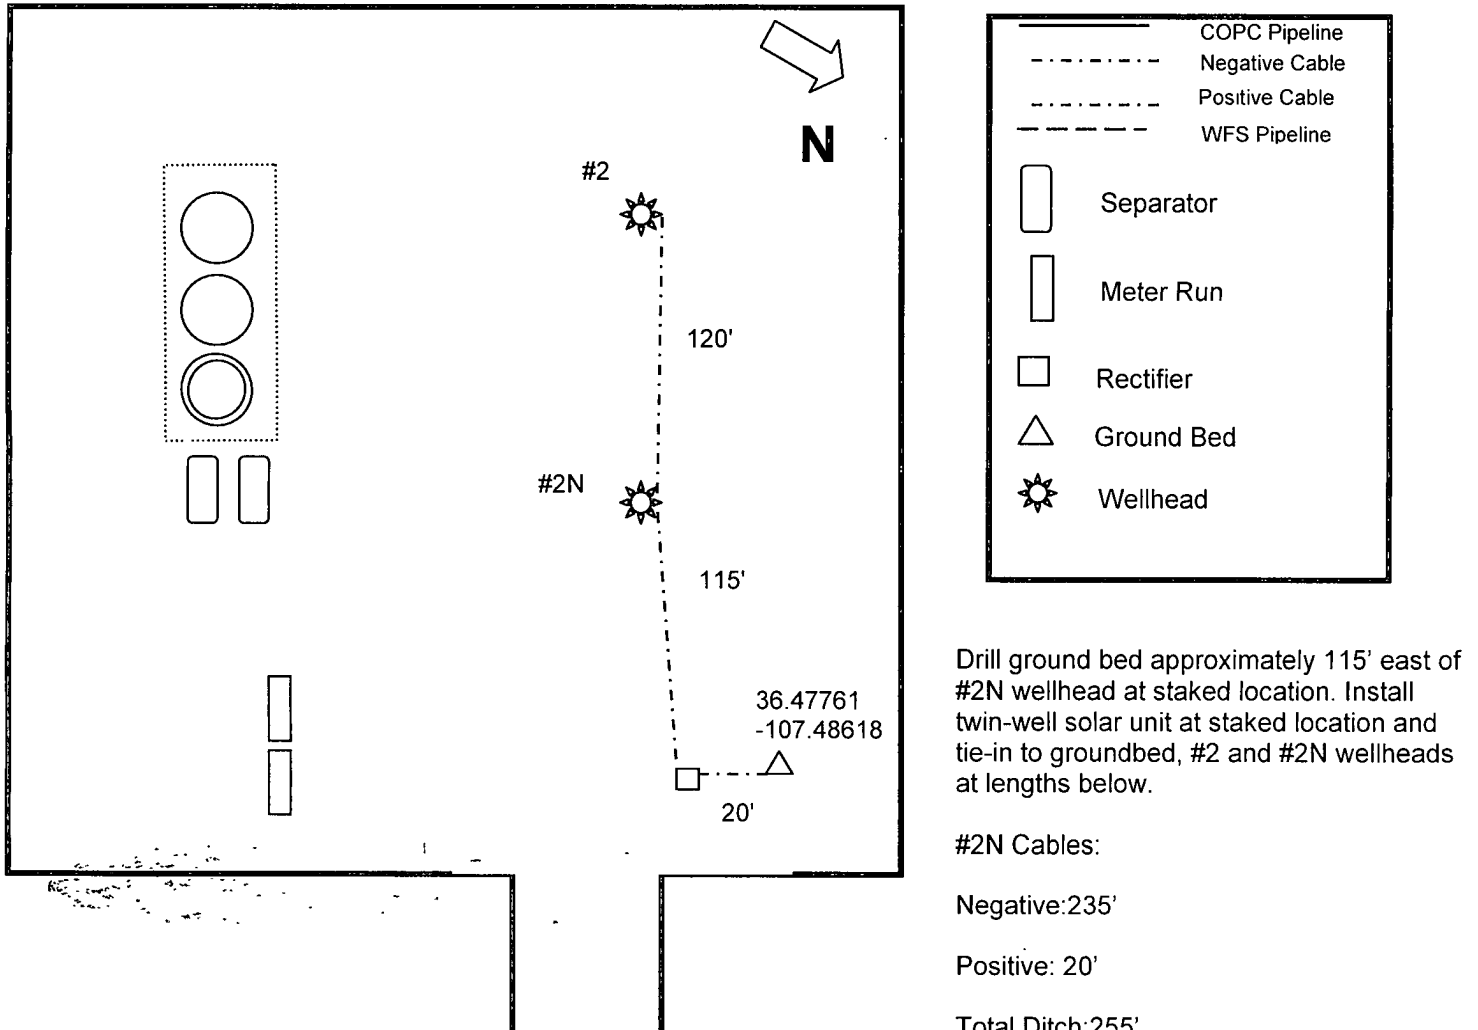 N
#2
120'
#2N
115'
36.47761
-107.48618
20'
COPC Pipeline
Negative Cable
Positive Cable
WFS Pipeline
Separator
Meter Run
Rectifier
Ground Bed
Wellhead
Drill ground bed approximately 115’ east of
#2N wellhead at staked location. Install
twin-well solar unit at staked location and
tie-in to groundbed, #2 and #2N wellheads
at lengths below.
#2N Cables:
Negative:235’
Positive: 20’
Total Ditch:255’